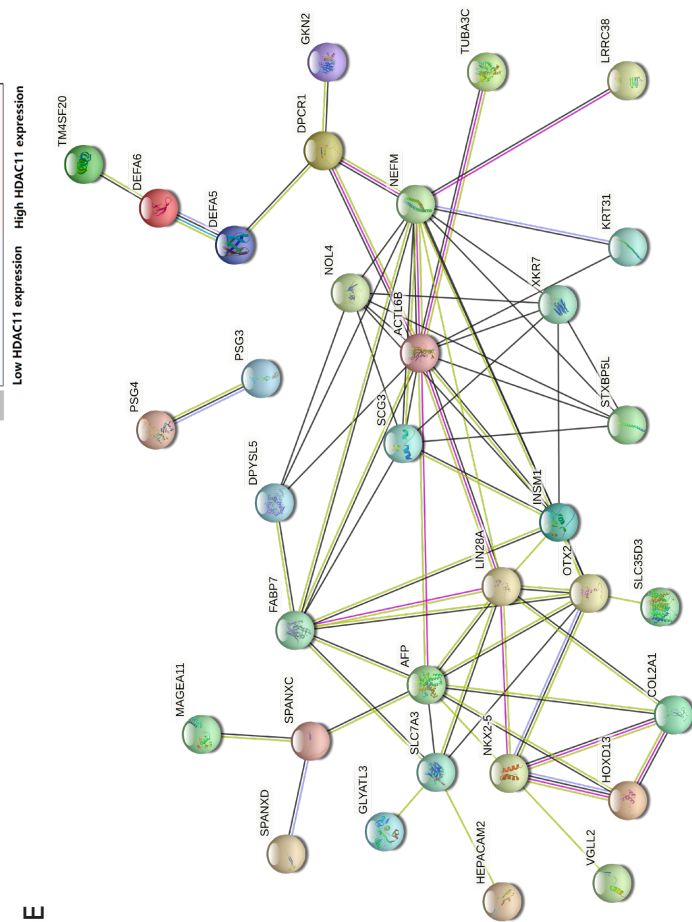 Low HDAC11 expression
High HDAC11 expression
E
TM4SF20
DEFA6
DEFA5
GKN2
DPCR1
TUBA3C
LRRC38
NEFM
KRT31
NOL4
XKR7
ACTL6B
STXBP5L
PSG3
PSG4
SCG3
DPYSL5
INSM1
LIN28A
OTX2
SLC35D3
FABP7
AFP
COL2A1
MAGEA11
SPANXC
SLC7A3
NKX2-5
HOXD13
SPANXD
GLYATL3
HEPACAM2
VGLL2